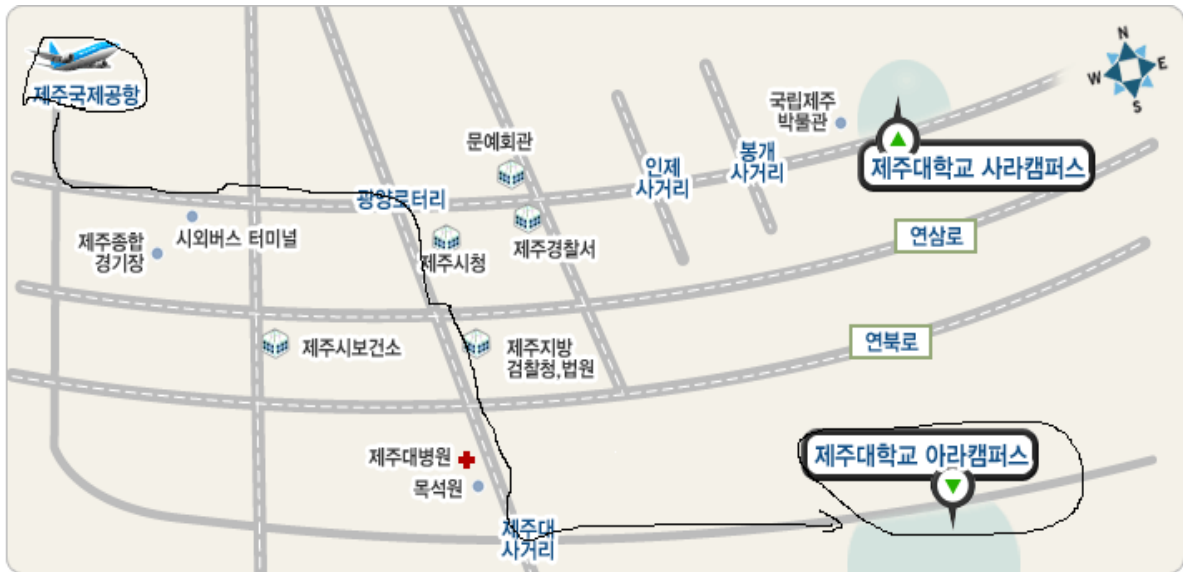 제주국제공항
N
W
E
S
국립제주
박물관
문예회관
인제
사거리
봉개
사거리
제주대학교 사라캠퍼스
광양로터리
시외버스 터미널
제주종합
경기장
제주시청
제주경찰서
연삼로
제주시보건소
제주지방
검찰청,법원
연북로
제주대병원
목석원
제주대학교 아라캠퍼스
제주대
사거리